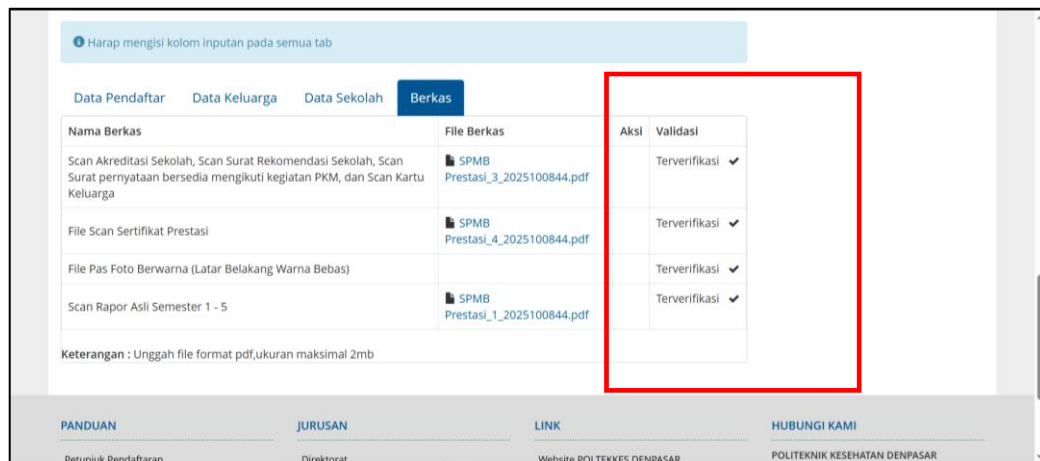 Harap mengisi kolom inputan pada semua tab
Data Pendaftar Data Keluarga Data Sekolah Berkas
Nama Berkas File Berkas Aksi Validasi
Scan Akreditasi Sekolah, Scan Surat Rekomendasi Sekolah, Scan
Surat pernyataan bersedia mengikuti kegiatan PKM, dan Scan Kartu
Keluarga
SPMB
Prestasi_3_2025100844.pdf
Terverifikasi ✔
File Scan Sertifikat Prestasi
SPMB
Prestasi_4_2025100844.pdf
Terverifikasi ✔
File Pas Foto Berwarna (Latar Belakang Warna Bebas)
Terverifikasi ✔
Scan Rapor Asli Semester 1 - 5
SPMB
Prestasi_1_2025100844.pdf
Terverifikasi ✔
Keterangan : Unggah file format pdf,ukuran maksimal 2mb
PANDUAN JURUSAN LINK HUBUNGI KAMI
Petunjuk Pendaftaran Direktorat Website POLTEKKES DENPASAR POLITEKNIK KESEHATAN DENPASAR